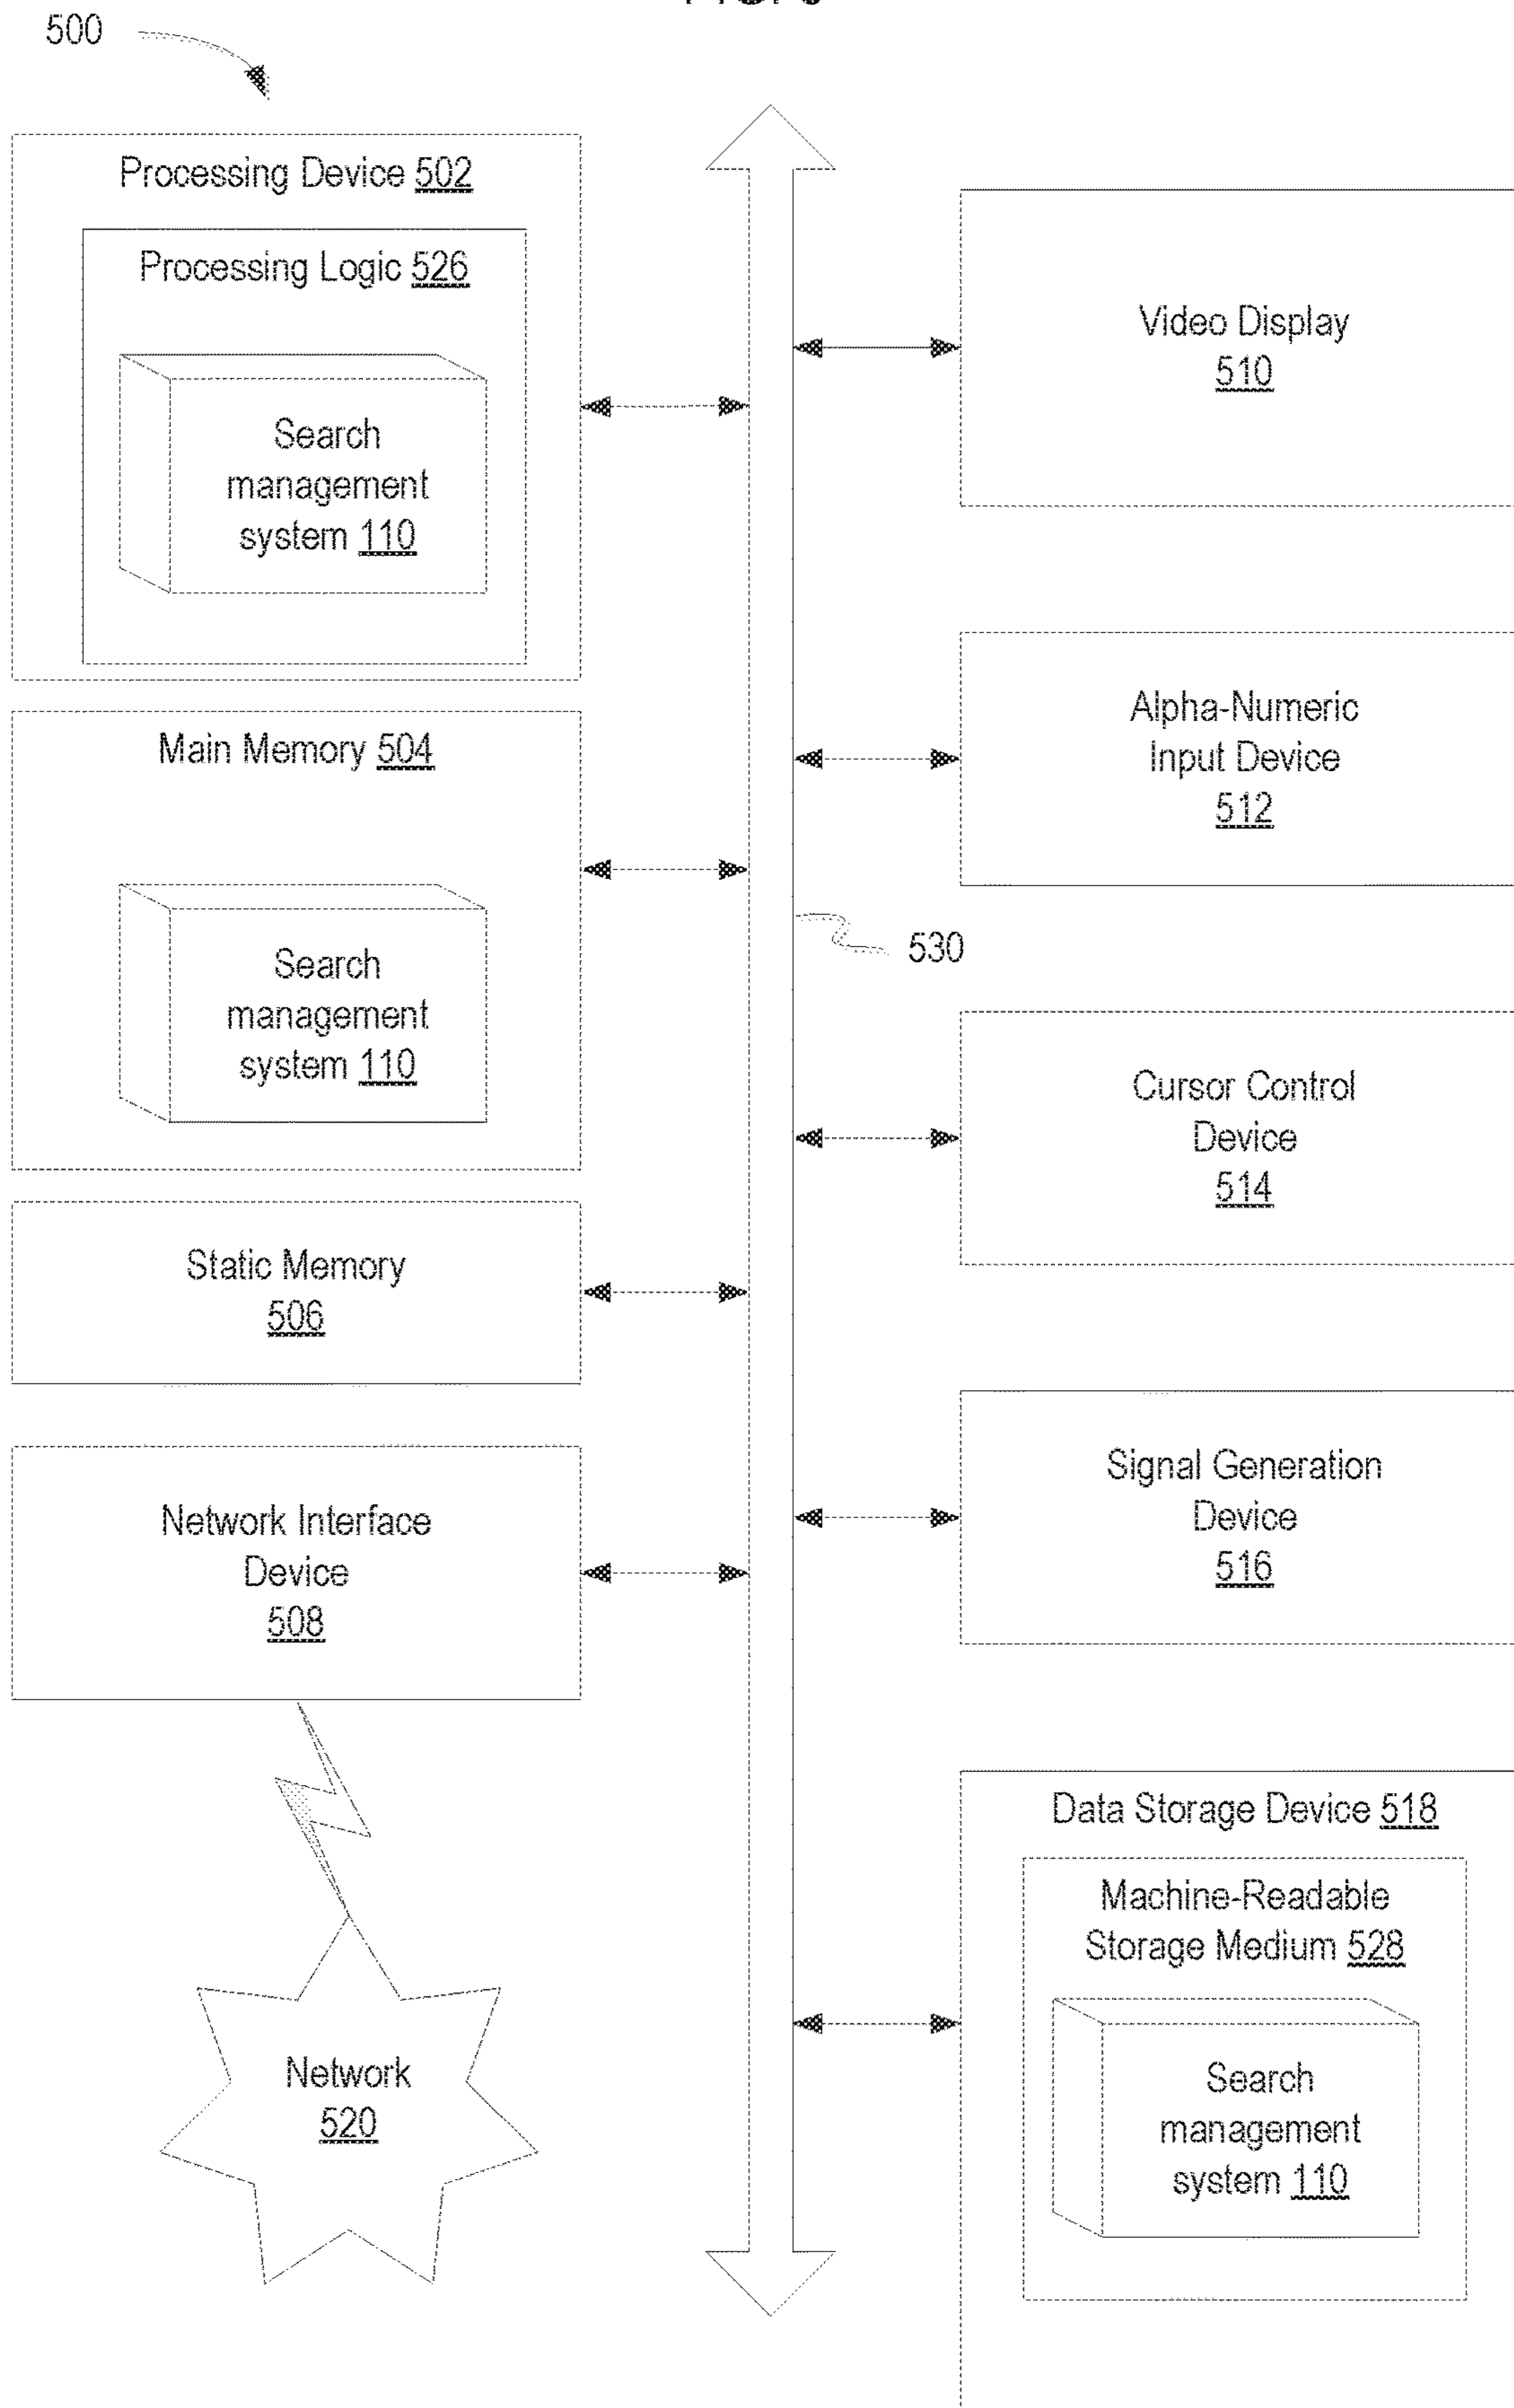 500
Processing Device 502
Processing Logic 526
Search
management
system 110
Main Memory 504
Search
management
system 110
Static Memory
506
Network Interface
Device
508
Network
520
530
Video Display
510
Alpha-Numeric
Input Device
512
Cursor Control
Device
514
Signal Generation
Device
516
Data Storage Device 518
Machine-Readable
Storage Medium 528
Search
management
system 110